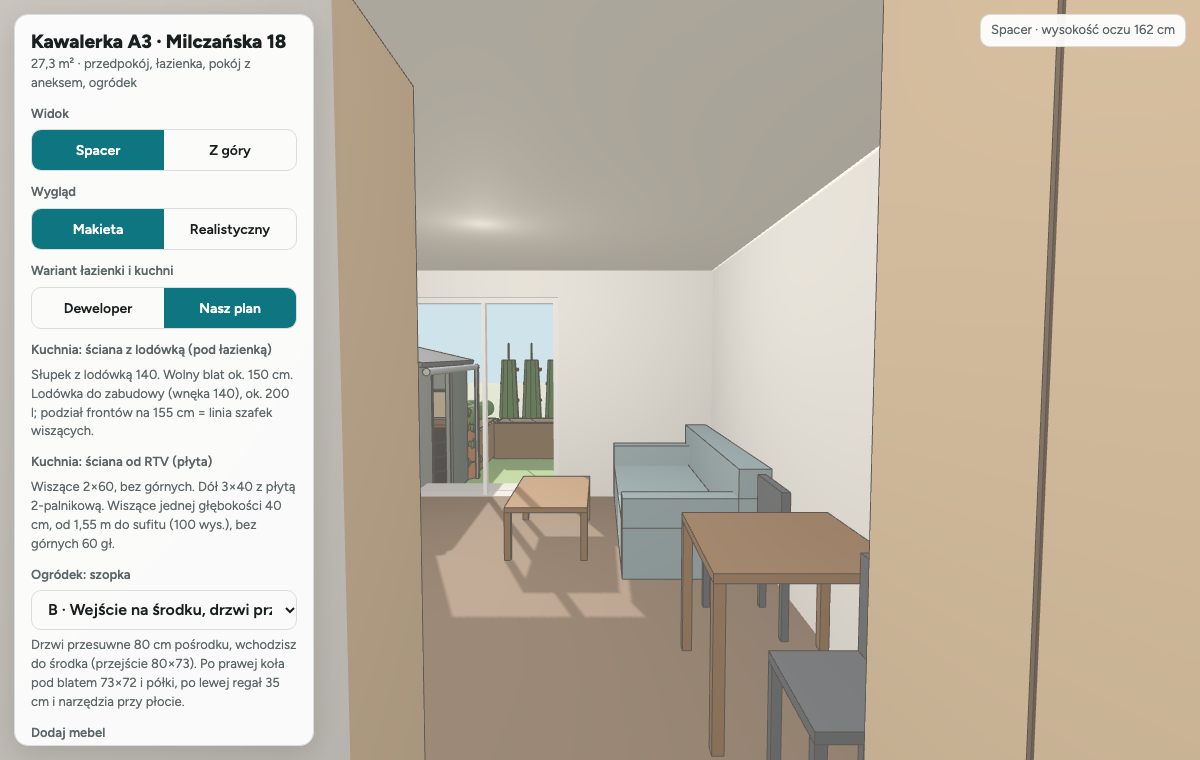 Kawalerka A3 · Milczańska 18
27,3 m² · przedpokój, łazienka, pokój z
aneksem, ogródek
Widok
Spacer
Z góry
Wygląd
Makieta
Realistyczny
Wariant łazienki i kuchni
Deweloper
Nasz plan
Kuchnia: ściana z lodówką (pod łazienką)
Słupek z lodówką 140. Wolny blat ok. 150 cm.
Lodówka do zabudowy (wnęka 140), ok. 200
l; podział frontów na 155 cm = linia szafek
wiszących.
Kuchnia: ściana od RTV (płyta)
Wiszące 2×60, bez górnych. Dół 3×40 z płytą
2-palnikową. Wiszące jednej głębokości 40
cm, od 1,55 m do sufitu (100 wys.), bez
górnych 60 gł.
Ogródek: szopka
B · Wejście na środku, drzwi prz
Drzwi przesuwne 80 cm pośrodku, wchodzisz
do środka (przejście 80×73). Po prawej koła
pod blatem 73×72 i półki, po lewej regał 35
cm i narzędzia przy płocie.
Dodaj mebel
Spacer · wysokość oczu 162 cm